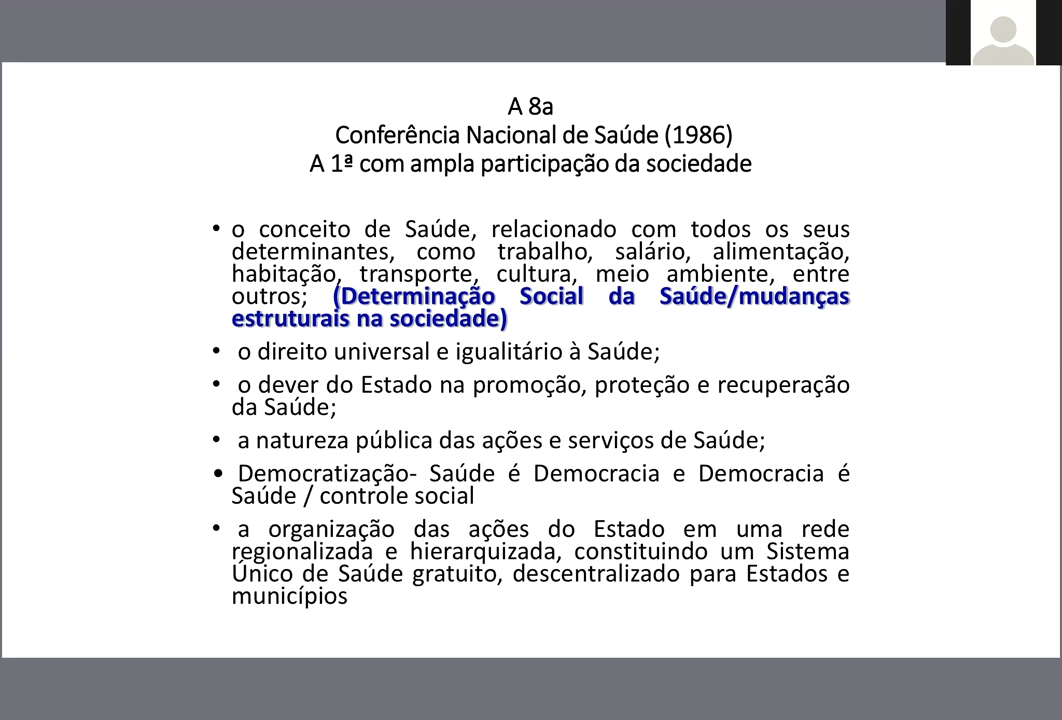 A 8a
Conferência Nacional de Saúde (1986)
A 1ª com ampla participação da sociedade
• o conceito de Saúde, relacionado com todos os seus
determinantes, como trabalho, salário, alimentação,
habitação, transporte, cultura, meio ambiente, entre
outros; (Determinação Social da Saúde/mudanças
estruturais na sociedade)
• o direito universal e igualitário à Saúde;
• o dever do Estado na promoção, proteção e recuperação
da Saúde;
• a natureza pública das ações e serviços de Saúde;
• Democratização- Saúde é Democracia e Democracia é
Saúde / controle social
• a organização das ações do Estado em uma rede
regionalizada e hierarquizada, constituindo um Sistema
Único de Saúde gratuito, descentralizado para Estados e
municípios